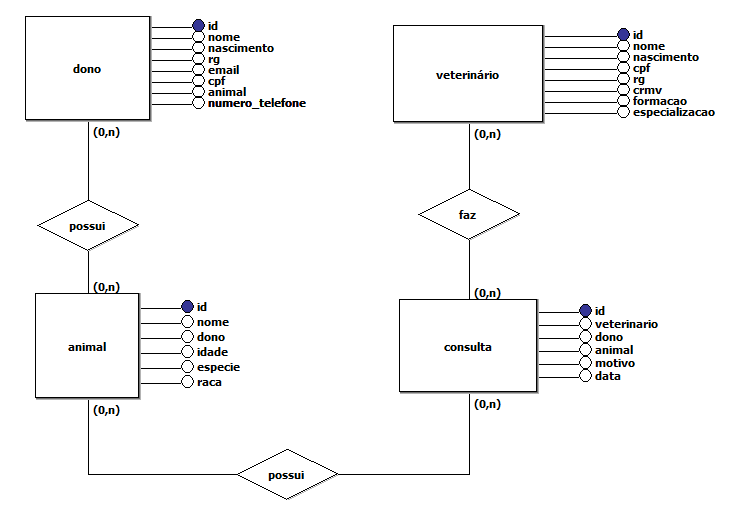 dono
id
nome
nascimento
rg
email
cpf
animal
numero_telefone
(0,n)
veterinário
id
nome
nascimento
cpf
rg
crmv
formacao
especializacao
(0,n)
possui
faz
(0,n)
animal
id
nome
dono
idade
especie
raca
(0,n)
(0,n)
consulta
id
veterinario
dono
animal
motivo
data
(0,n)
possui